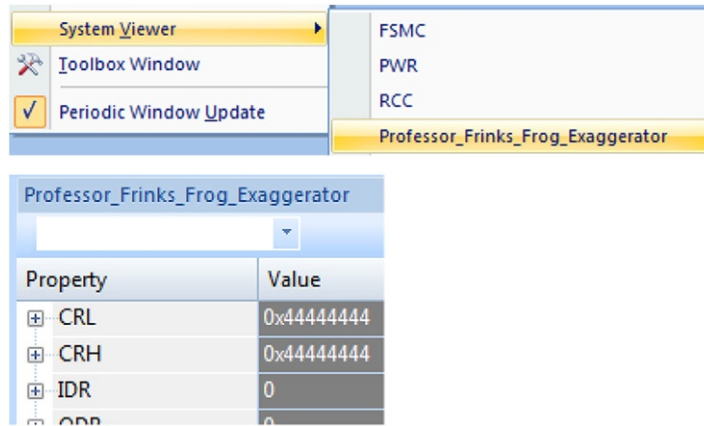 System Viewer
FSMC
Toolbox Window
PWR
RCC
Periodic Window Update
Professor_Frinks_Frog_Exaggerator
Professor_Frinks_Frog_Exaggerator
Property Value
CRL 0x44444444
CRH 0x44444444
IDR 0